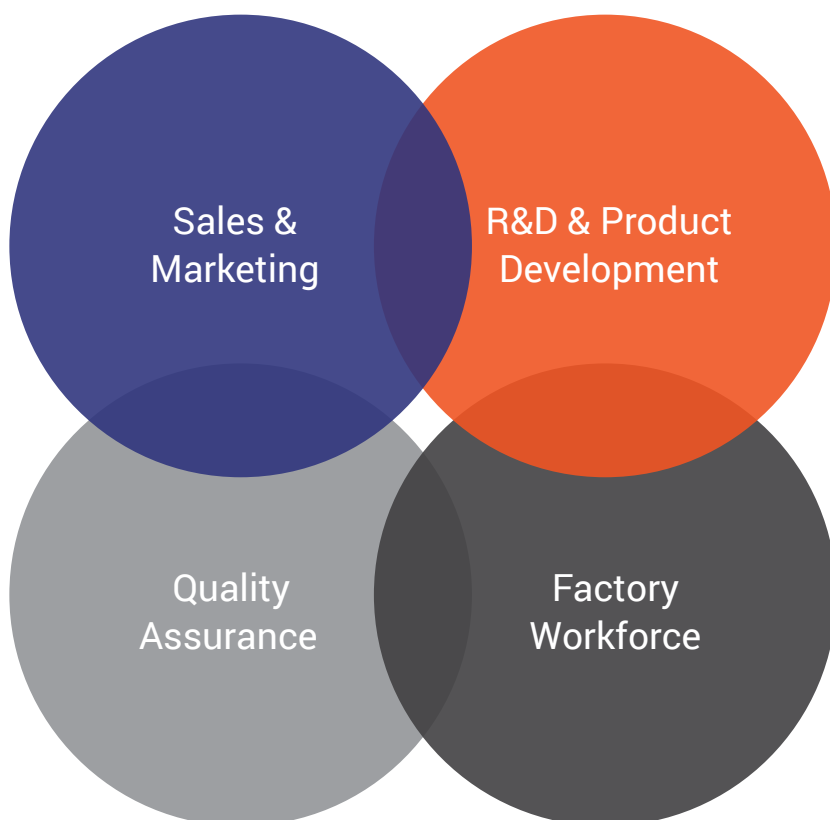 Sales &
Marketing
R&D & Product
Development
Quality
Assurance
Factory
Workforce